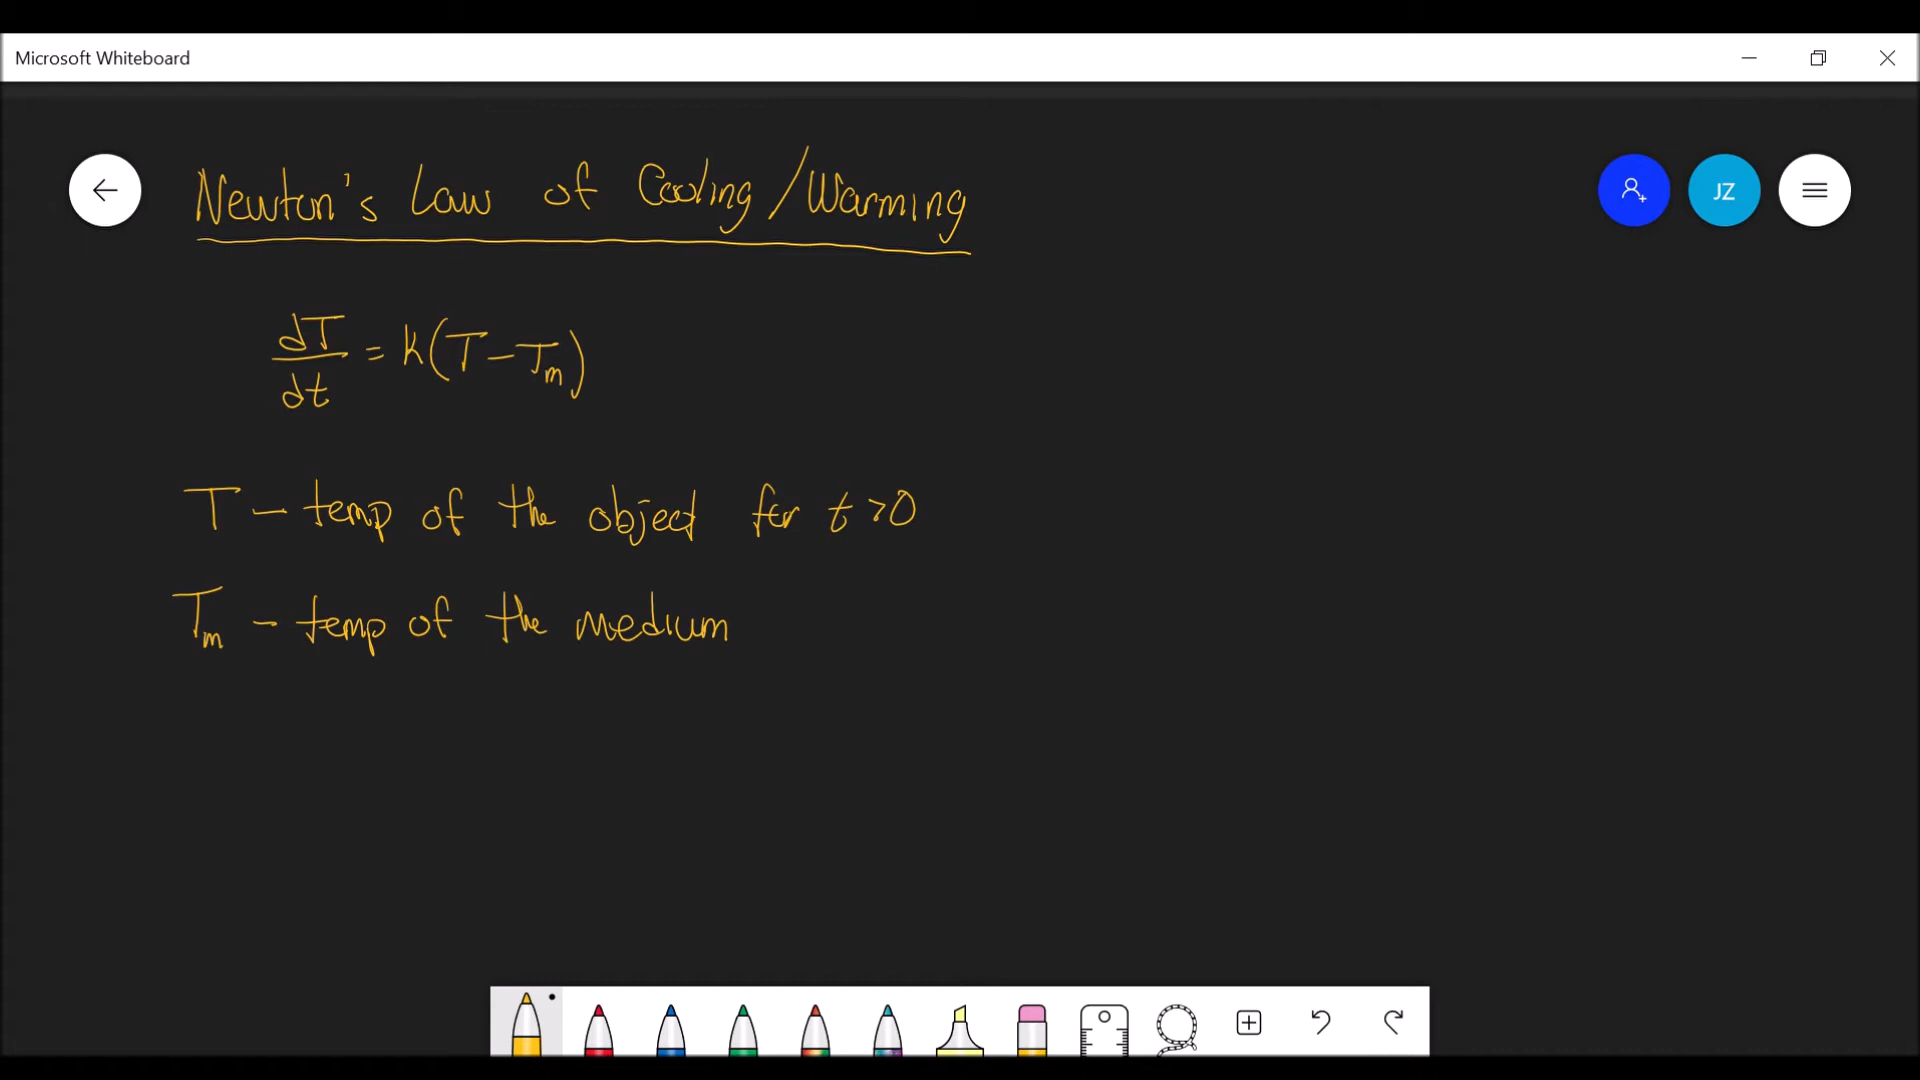 Microsoft Whiteboard
Newton's Law of Cooling/Warming
JZ
dT/dt = k(T-Tm)
T - temp of the object for t>0
Tm - temp of the medium